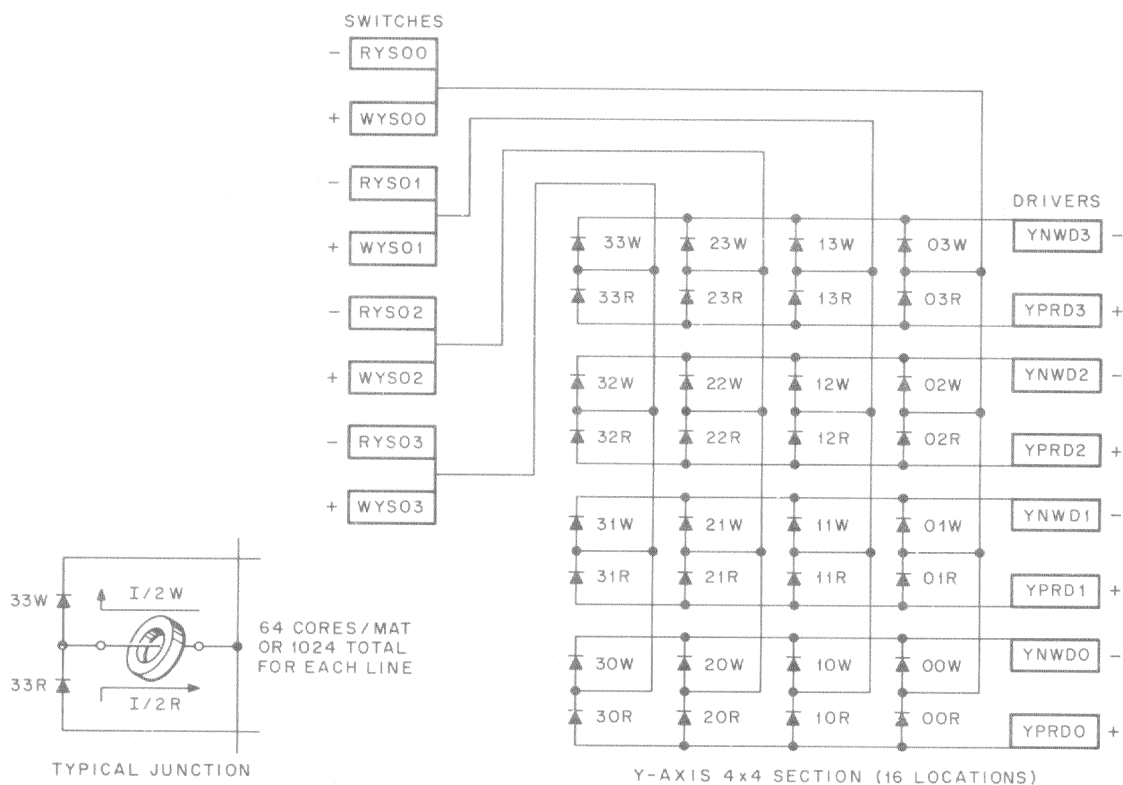 SWITCHES
- RYS00
+ WYS00
- RYS01
+ WYS01
- RYS02
+ WYS02
- RYS03
+ WYS03
DRIVERS
33W 23W 13W 03W YNWD3 -
33R 23R 13R 03R YPRD3 +
32W 22W 12W 02W YNWD2 -
32R 22R 12R 02R YPRD2 +
31W 21W 11W 01W YNWD1 -
31R 21R 11R 01R YPRD1 +
30W 20W 10W 00W YNWD0 -
30R 20R 10R 00R YPRD0 +
Y-AXIS 4x4 SECTION (16 LOCATIONS)
33W I/2W
33R I/2R
64 CORES/MAT
OR 1024 TOTAL
FOR EACH LINE
TYPICAL JUNCTION